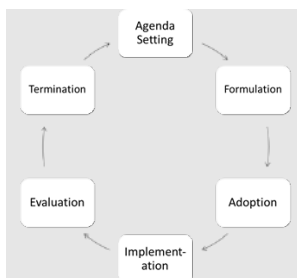 Agenda
Setting
Termination
Formulation
Evaluation
Adoption
Implement-
ation